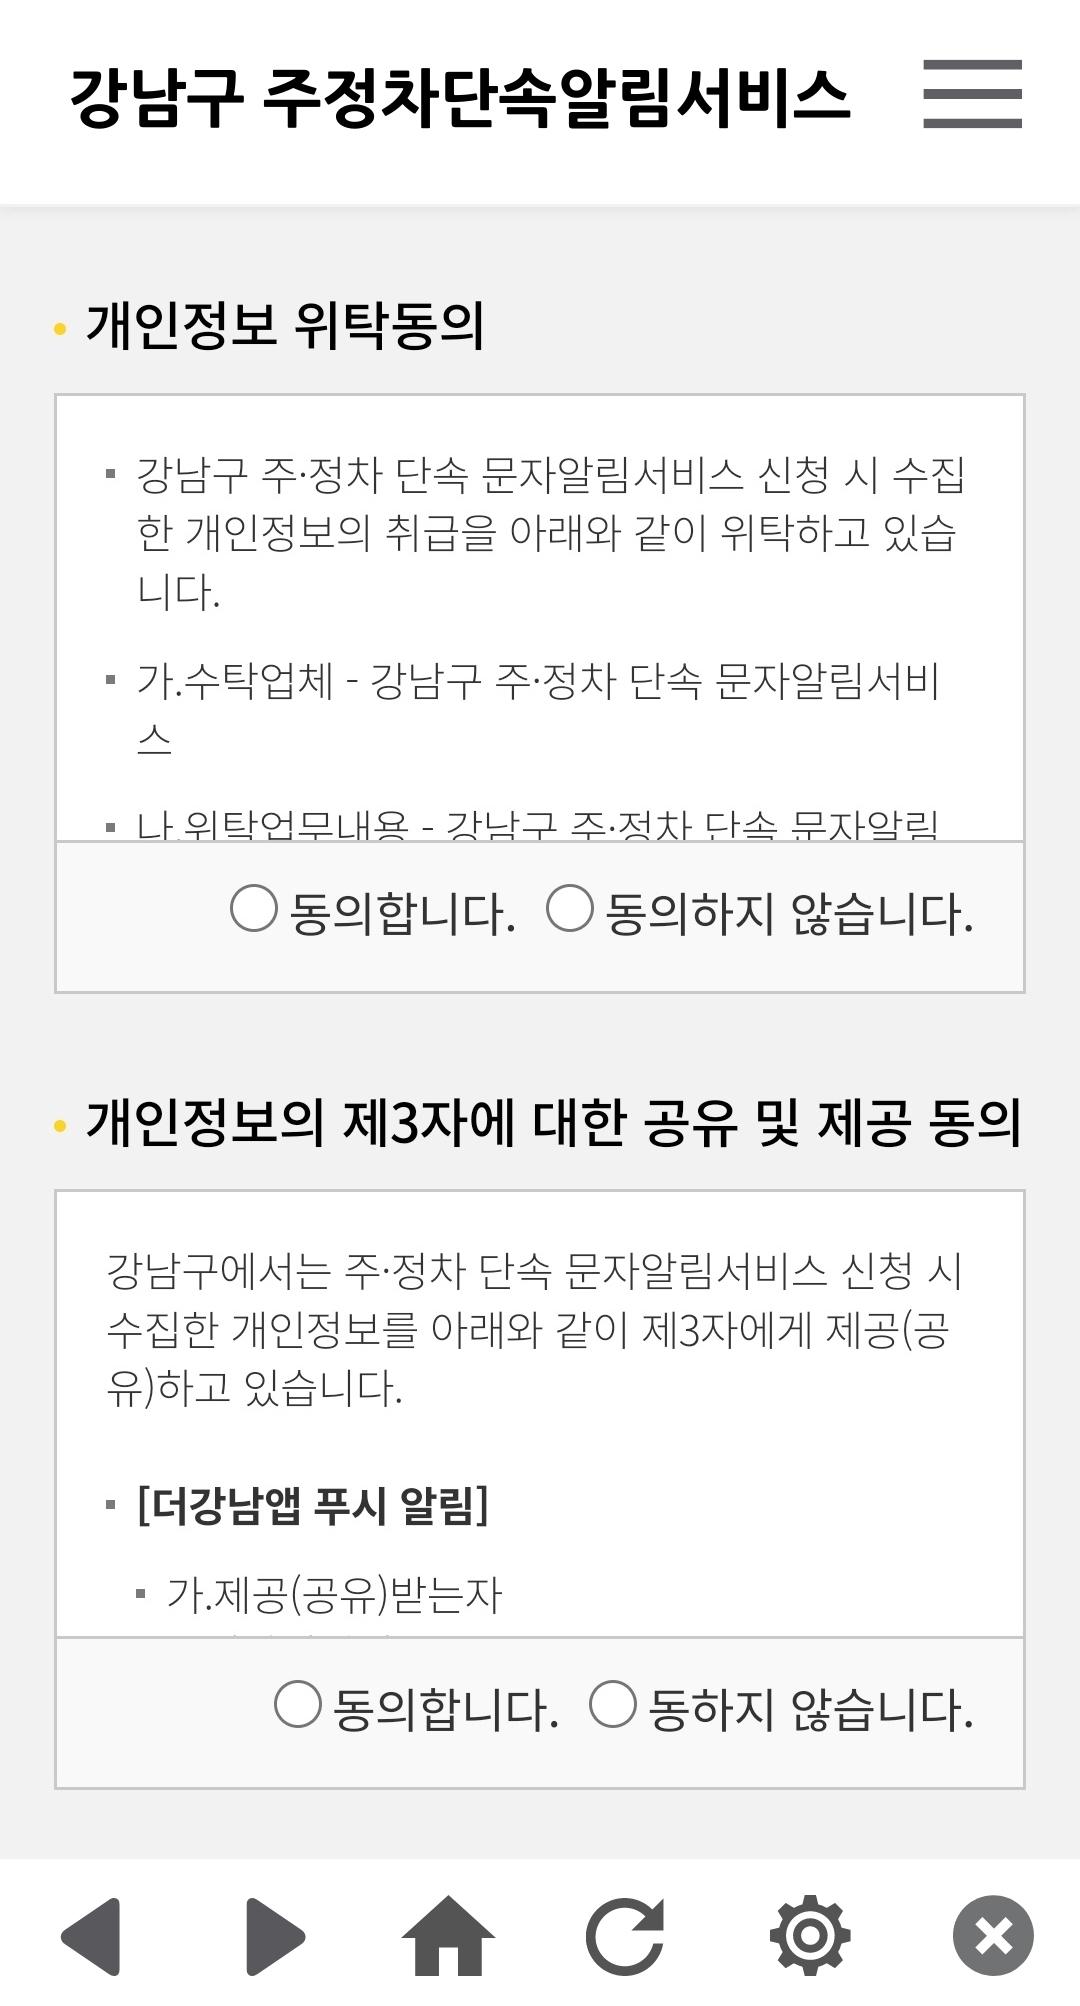 강남구 주정차단속알림서비스
개인정보 위탁동의
강남구 주·정차 단속 문자알림서비스 신청 시 수집
한 개인정보의 취급을 아래와 같이 위탁하고 있습
니다.
가.수탁업체 - 강남구 주·정차 단속 문자알림서비
스
나.위탁업무내용 - 강남구 주·정차 단속 문자알림
동의합니다. 동의하지 않습니다.
개인정보의 제3자에 대한 공유 및 제공 동의
강남구에서는 주·정차 단속 문자알림서비스 신청 시
수집한 개인정보를 아래와 같이 제3자에게 제공(공
유)하고 있습니다.
[더강남앱 푸시 알림]
가.제공(공유)받는자
동의합니다. 동하지 않습니다.